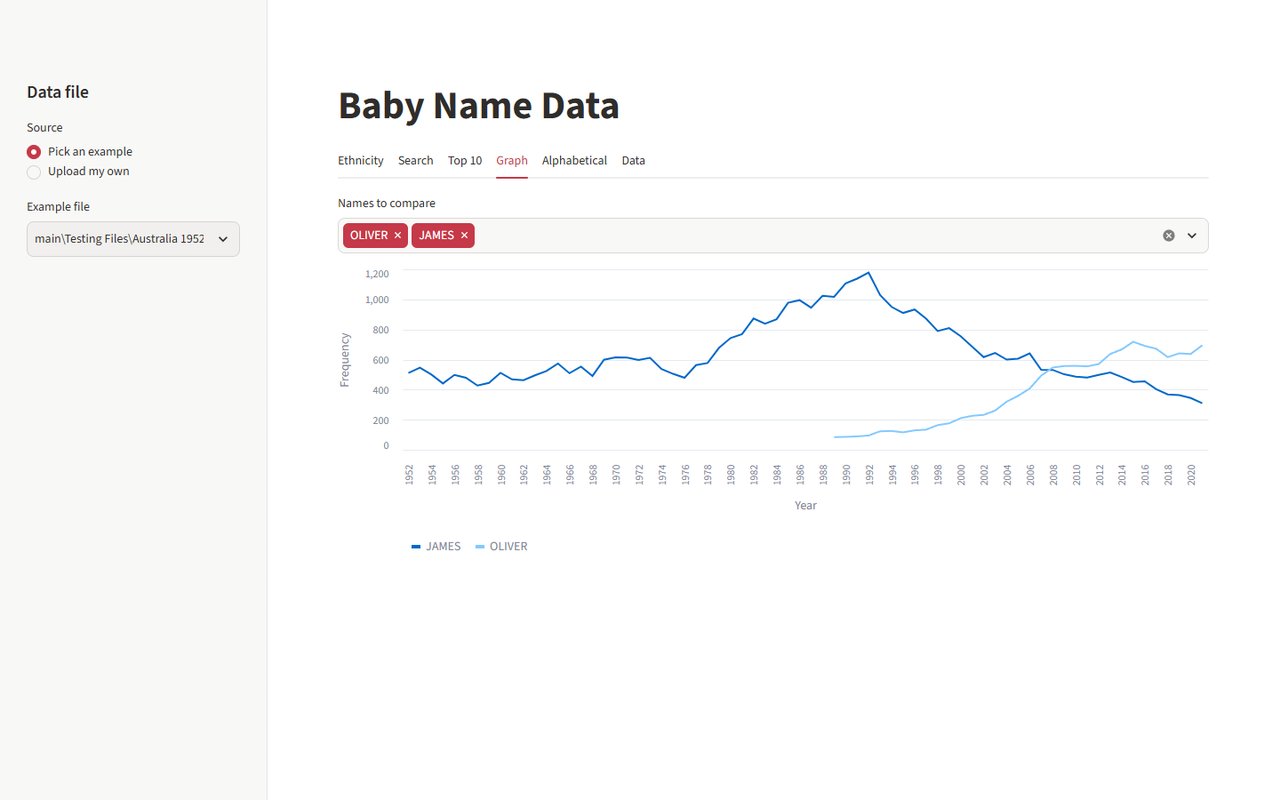 Data file
Source
Pick an example
Upload my own
Example file
main\Testing Files\Australia 1952
Baby Name Data
Ethnicity Search Top 10 Graph Alphabetical Data
Names to compare
OLIVER × JAMES ×
1,200
1,000
800
600
400
200
0
Frequency
1952 1954 1956 1958 1960 1962 1964 1966 1968 1970 1972 1974 1976 1978 1980 1982 1984 1986 1988 1990 1992 1994 1996 1998 2000 2002 2004 2006 2008 2010 2012 2014 2016 2018 2020
Year
JAMES OLIVER